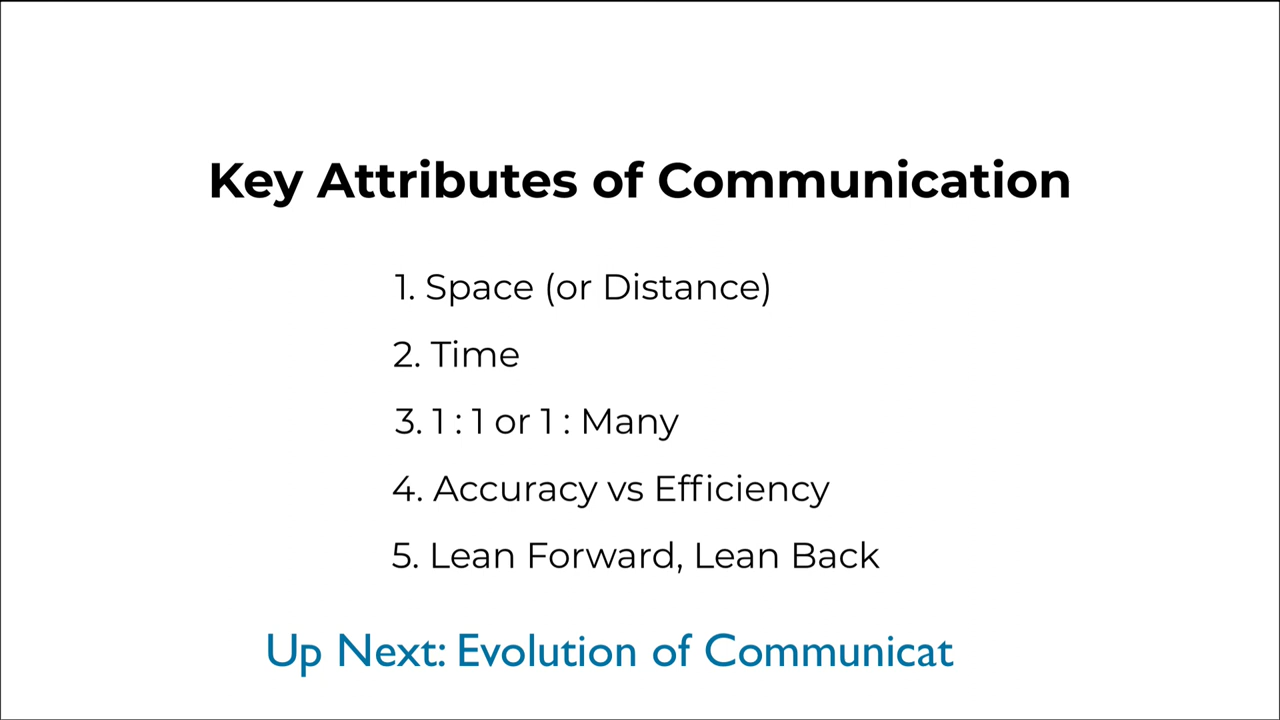 Key Attributes of Communication
1. Space (or Distance)
2. Time
3. 1 : 1 or 1 : Many
4. Accuracy vs Efficiency
5. Lean Forward, Lean Back
Up Next: Evolution of Communicat